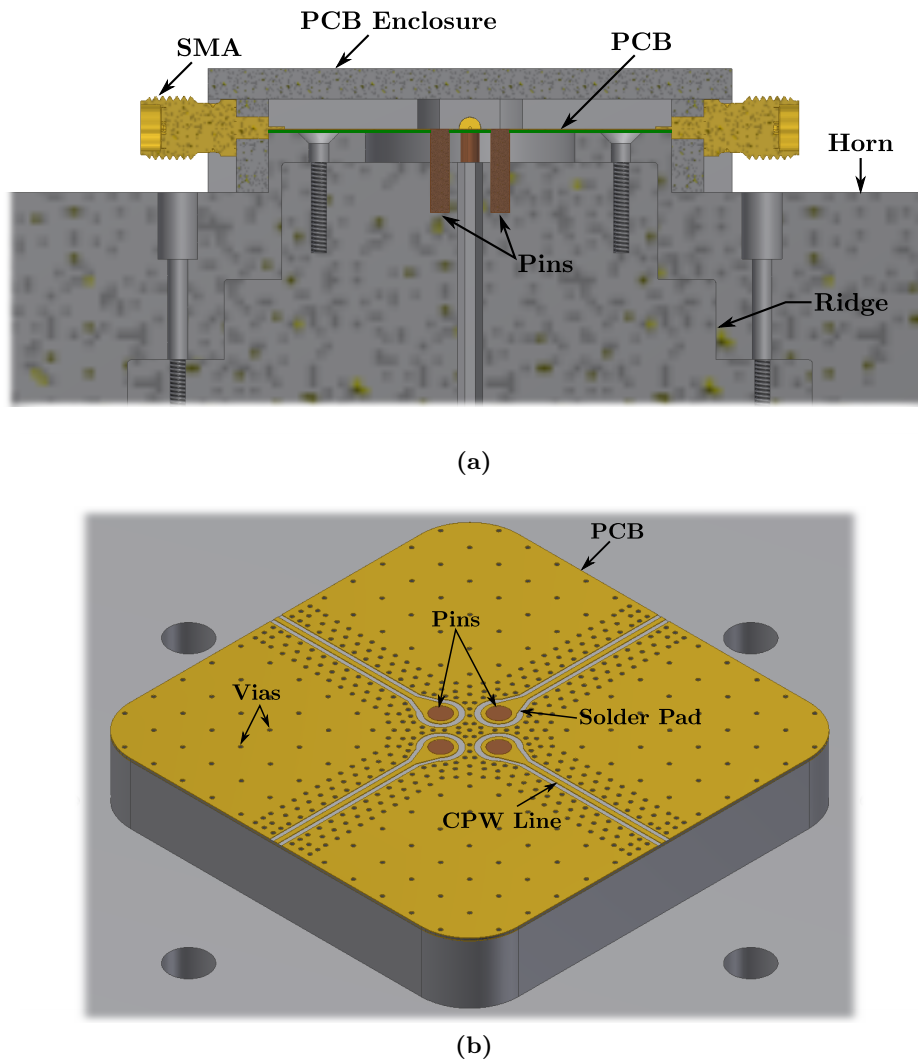 PCB Enclosure
SMA
PCB
Horn
Pins
Ridge
(a)
PCB
Pins
Vias
Solder Pad
CPW Line
(b)